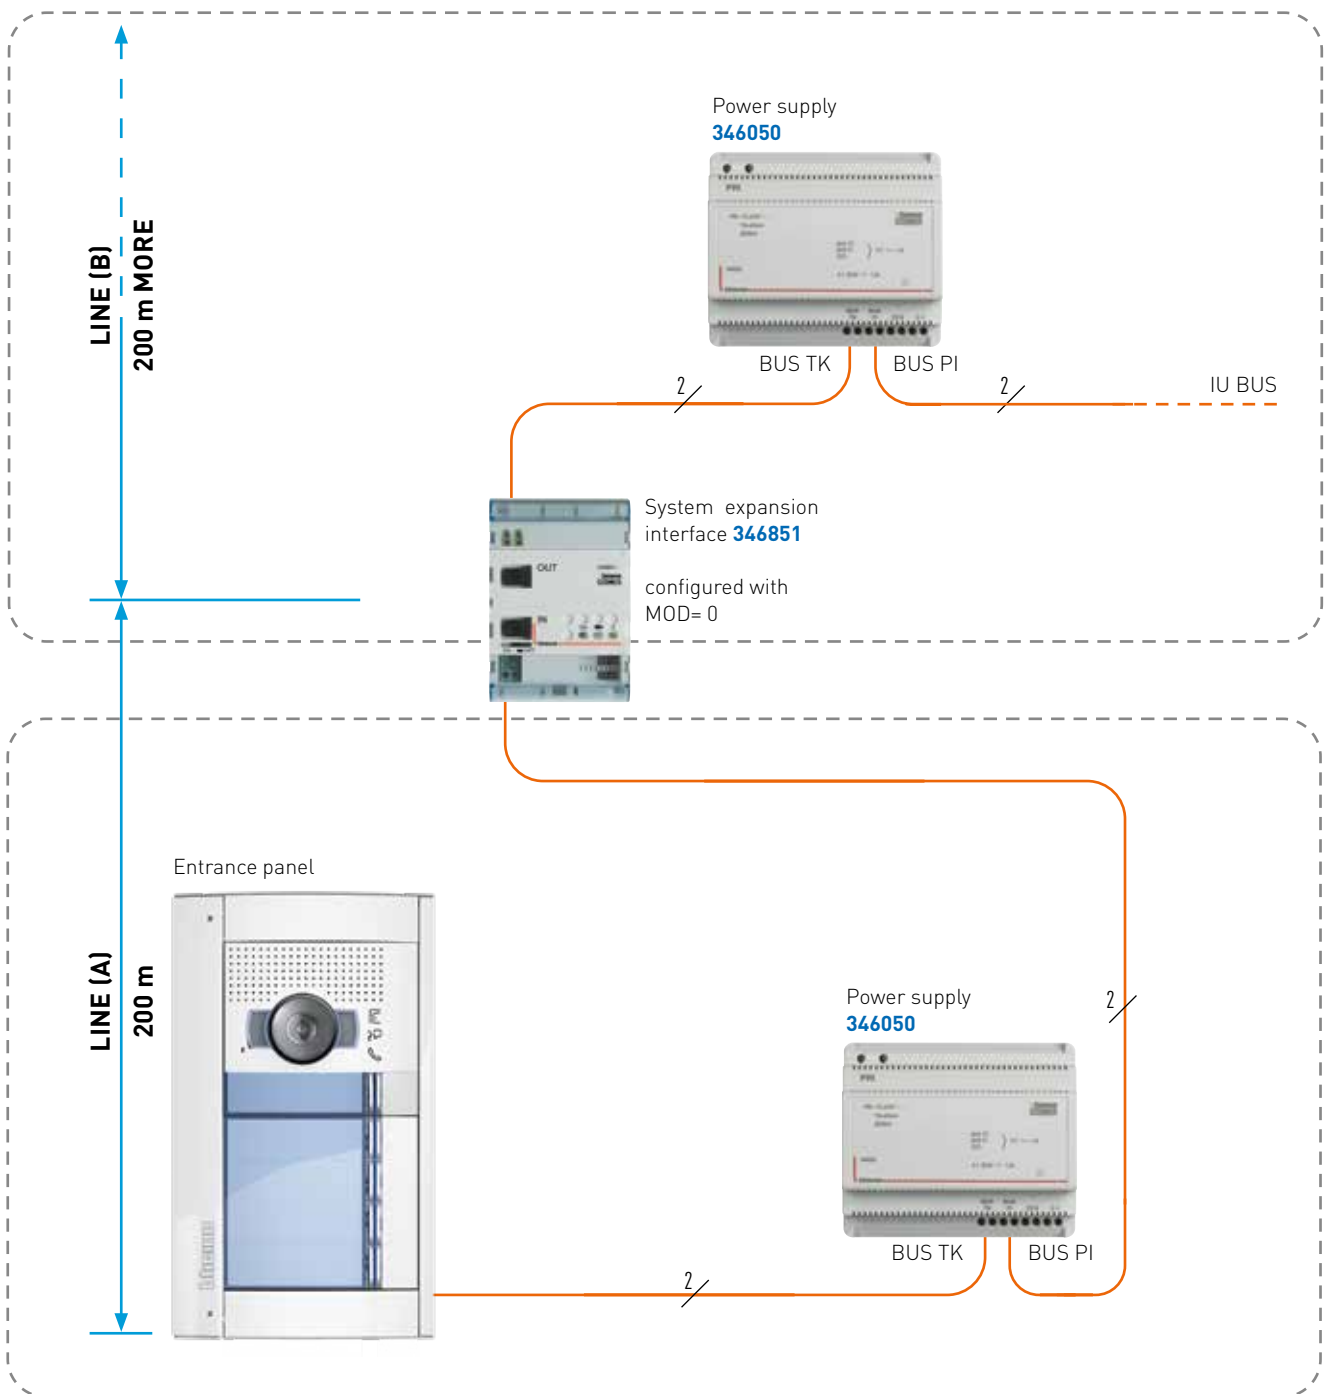 Power supply
346050
LINE (B)
200 m MORE
BUS TK
BUS PI
2
2
IU BUS
System expansion
interface 346851
OUT
IN
configured with
MOD= 0
Entrance panel
LINE (A)
200 m
Power supply
346050
2
BUS TK
BUS PI
2